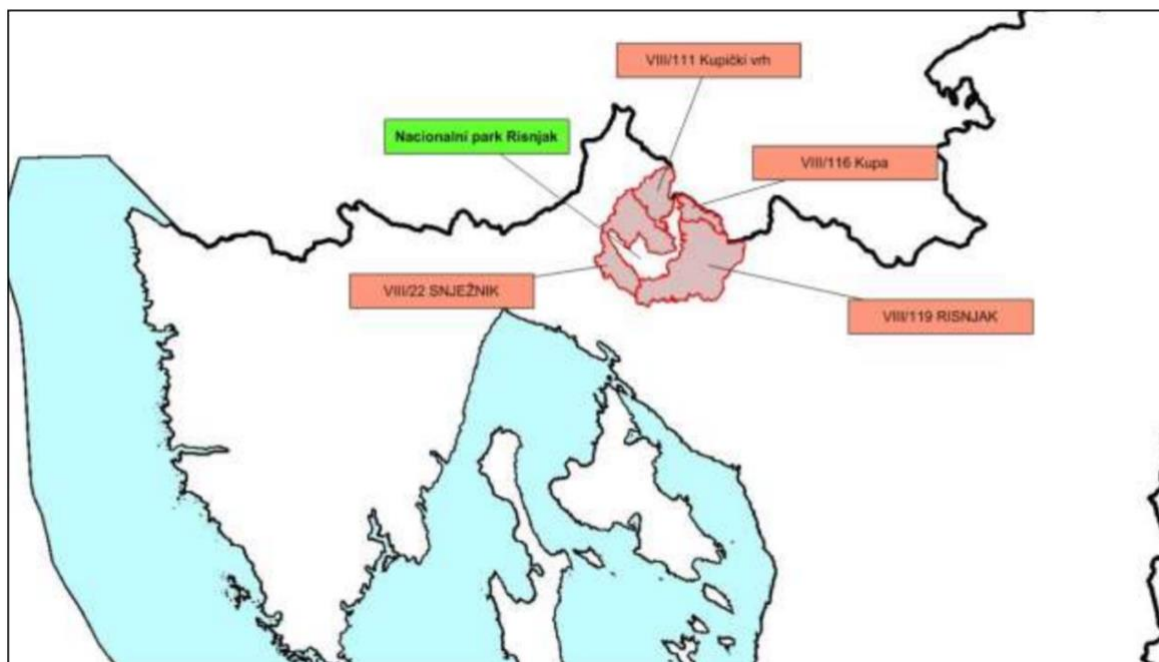 VIII/111 Kupički vrh
Nacionalni park Risnjak
VIII/116 Kupa
VIII/22 SNJEŽNIK
VIII/119 RISNJAK